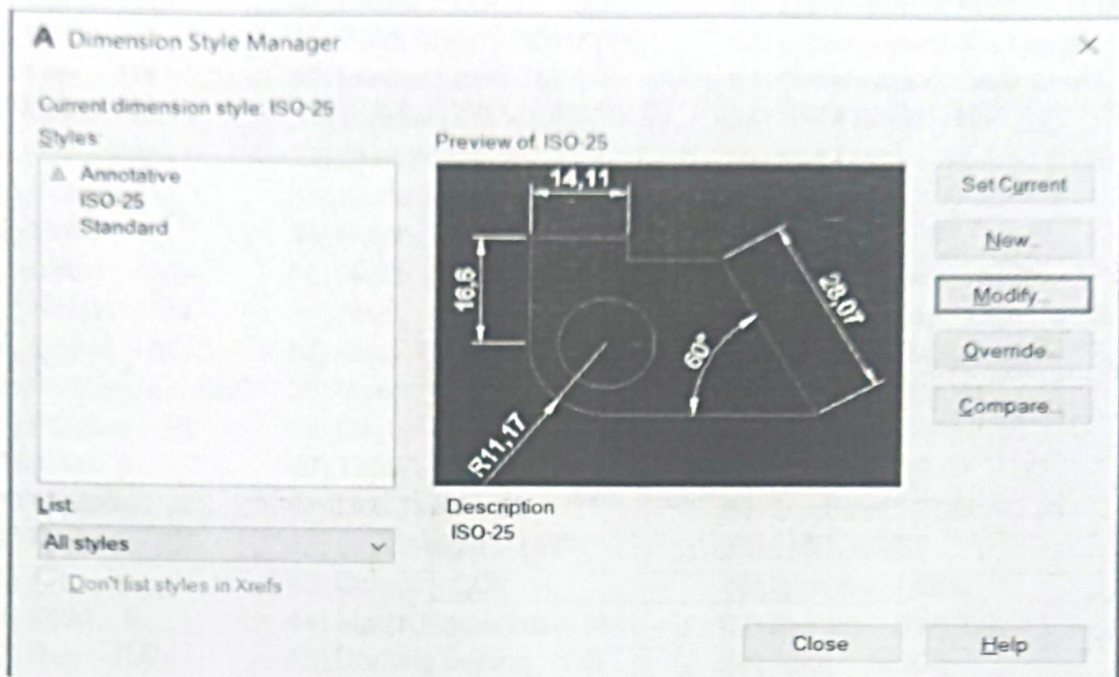 A Dimension Style Manager
Current dimension style: ISO-25
Styles:
Annotative
ISO-25
Standard
List:
All styles
Don't list styles in Xrefs
Preview of: ISO-25
14,11
16,6
28,07
60°
R11,17
Description
ISO-25
Set Current
New...
Modify...
Override...
Compare...
Close
Help